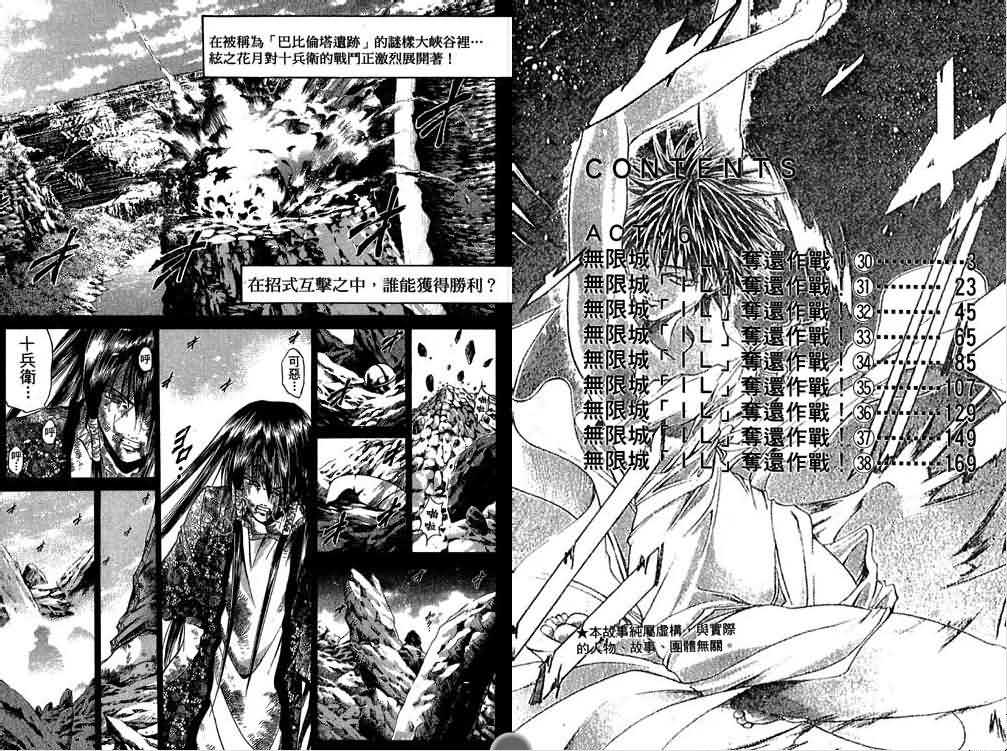 CONTENTS
ACT・6
無限城「IL」奪還作戰！㉚…………3
無限城「IL」奪還作戰！㉛………23
無限城「IL」奪還作戰！㉜………45
無限城「IL」奪還作戰！㉝………65
無限城「IL」奪還作戰！㉞………85
無限城「IL」奪還作戰！㉟………107
無限城「IL」奪還作戰！㊱………129
無限城「IL」奪還作戰！㊲………149
無限城「IL」奪還作戰！㊳………169
★本故事純屬虛構，與實際
的人物、故事、團體無關。
在被稱為「巴比倫塔遺跡」的謎樣大峽谷裡…
絃之花月對十兵衛的戰鬥正激烈展開著！
在招式互擊之中，誰能獲得勝利？
可惡…
呼
十兵衛…
呼
呼…